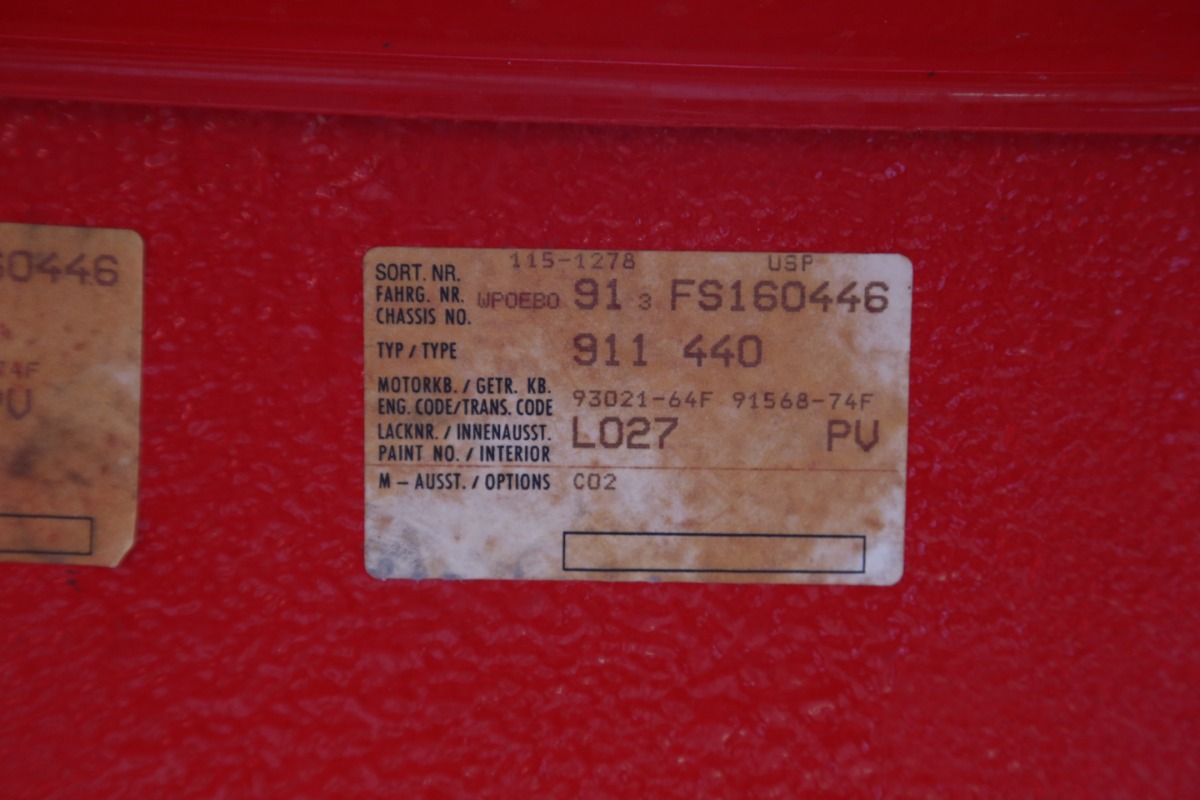 60446
74F
PV
115-1278 USP
SORT. NR.
FAHRG. NR. WPOEBO 91 3 FS160446
CHASSIS NO.
TYP / TYPE 911 440
MOTORKB. / GETR. KB.
ENG. CODE/TRANS. CODE 93021-64F 91568-74F
LACKNR. / INNENAUSST. L027 PV
PAINT NO. / INTERIOR
M – AUSST. / OPTIONS C02